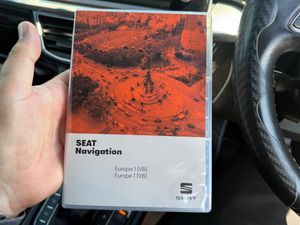 SEAT
Navigation
Europe 1 (V8)
Europe 1 (V8)
SEAT